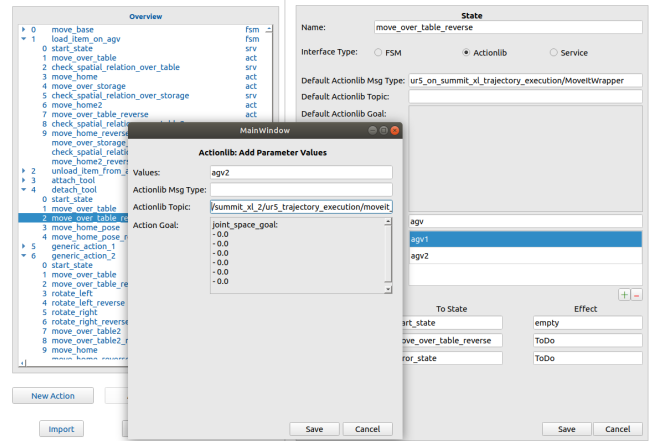 Overview
0 move_base fsm
1 load_item_on_agv fsm
0 start_state srv
1 move_over_table act
2 check_spatial_relation_over_table srv
3 move_home act
4 move_over_storage act
5 check_spatial_relation_over_storage srv
6 move_home2 act
7 move_over_table_reverse act
8
9 move_home_reverse
move_over_storage_
check_spatial_relatio
move_home2_revers
2 unload_item_from_a
3 attach_tool
4 detach_tool
0 start_state
1 move_over_table
2 move_over_table_re
3 move_home_pose
4 move_home_pose_r
5 generic_action_1
6 generic_action_2
0 start_state
1 move_over_table
2 move_over_table_re
3 rotate_left
4 rotate_left_reverse
5 rotate_right
6 rotate_right_reverse
7 move_over_table2
8 move_over_table2_r
9 move_home
New Action
Import
MainWindow
Actionlib: Add Parameter Values
Values: agv2
Actionlib Msg Type:
Actionlib Topic: /summit_xl_2/ur5_trajectory_execution/moveit_
Action Goal: joint_space_goal:
- 0.0
- 0.0
- 0.0
- 0.0
- 0.0
- 0.0
Save Cancel
State
Name: move_over_table_reverse
Interface Type: FSM Actionlib Service
Default Actionlib Msg Type: ur5_on_summit_xl_trajectory_execution/MoveItWrapper
Default Actionlib Topic:
Default Actionlib Goal:
agv
agv1
agv2
+ -
To State Effect
art_state empty
ove_over_table_reverse ToDo
ror_state ToDo
Save Cancel